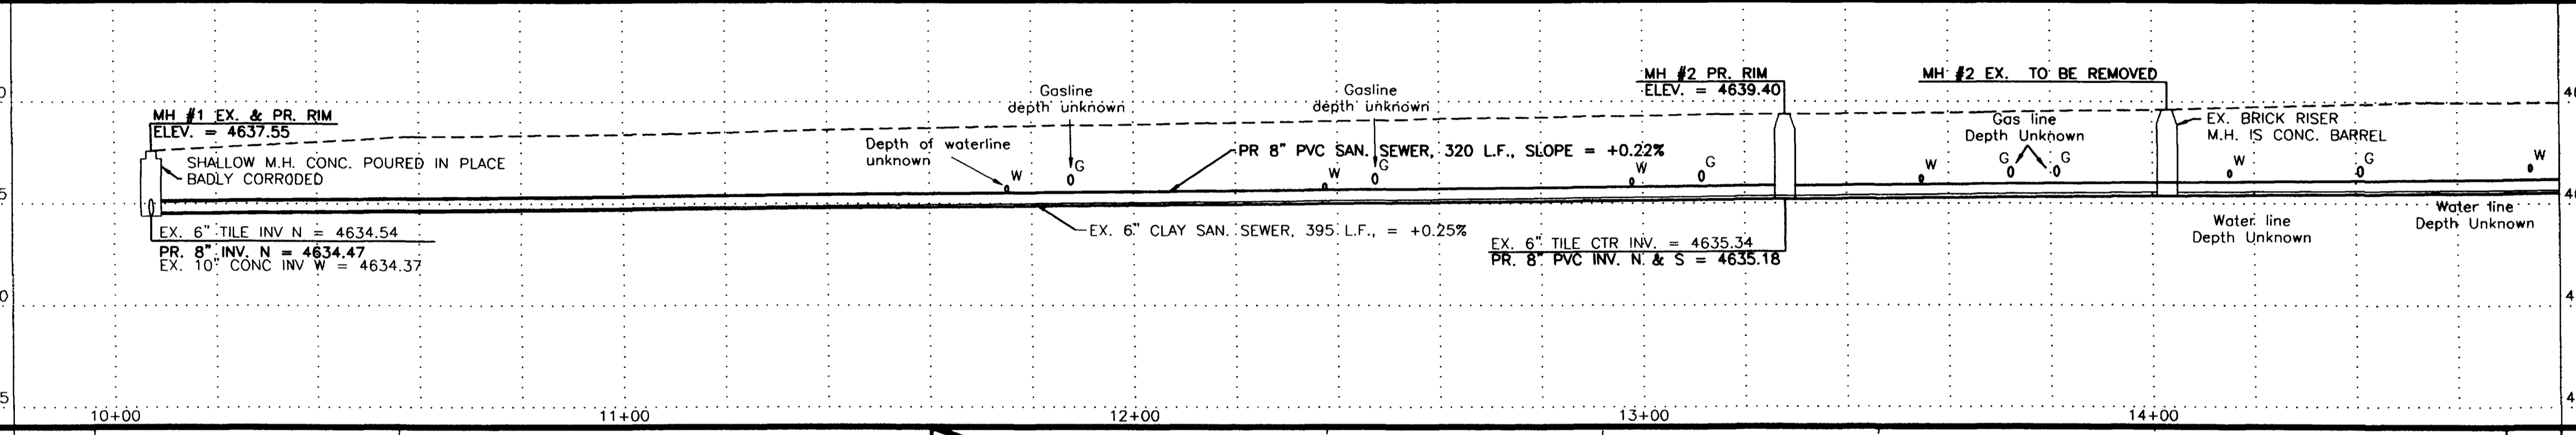 MH #1 EX. & PR. RIM
ELEV. = 4637.55
SHALLOW M.H. CONC. POURED IN PLACE
BADLY CORRODED
EX. 6" TILE INV N = 4634.54
PR. 8" INV. N = 4634.47
EX. 10" CONC INV W = 4634.37
Depth of waterline
unknown
W
Gasline
depth unknown
G
PR 8" PVC SAN. SEWER, 320 L.F., SLOPE = +0.22%
EX. 6" CLAY SAN. SEWER, 395 L.F., = +0.25%
Gasline
depth unknown
W
G
MH #2 PR. RIM
ELEV. = 4639.40
W
G
EX. 6" TILE CTR INV. = 4635.34
PR. 8" PVC INV. N. & S = 4635.18
MH #2 EX. TO BE REMOVED
W
Gas line
Depth Unknown
G
G
EX. BRICK RISER
M.H. IS CONC. BARREL
W
G
W
Water line
Depth Unknown
Water line
Depth Unknown
0
5
0
5
10+00
11+00
12+00
13+00
14+00